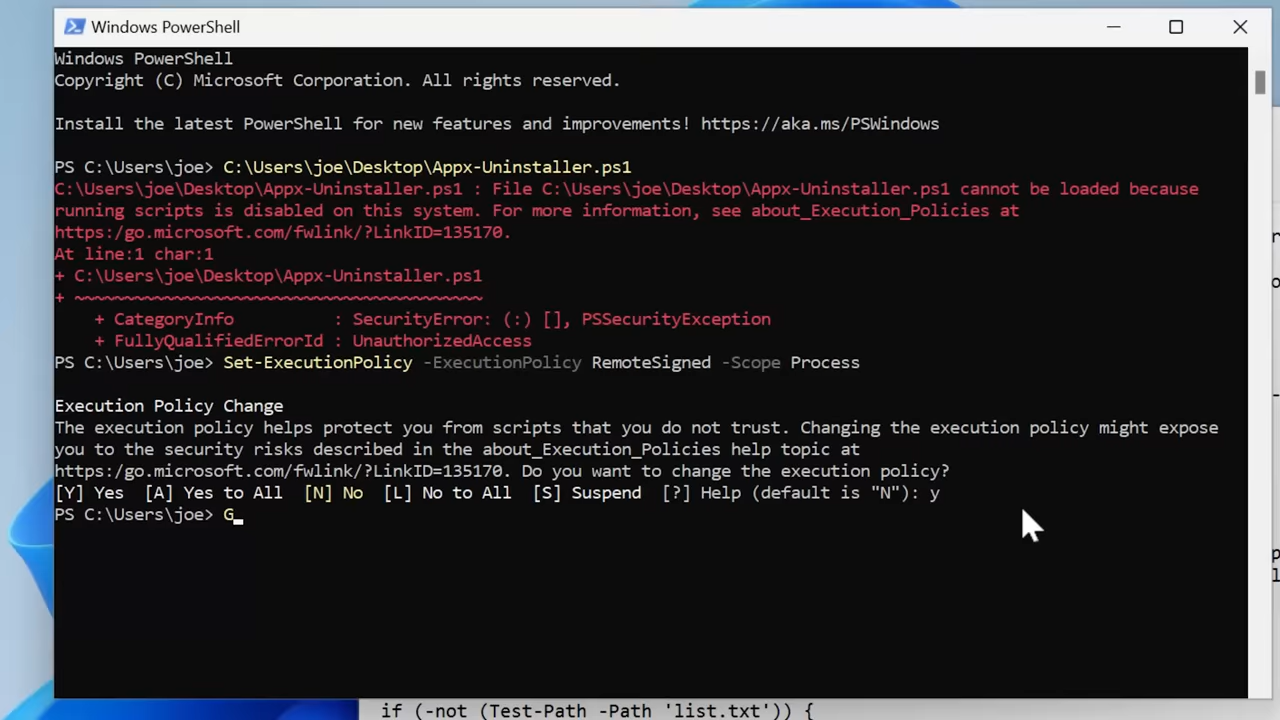 Windows PowerShell
Windows PowerShell
Copyright (C) Microsoft Corporation. All rights reserved.
Install the latest PowerShell for new features and improvements! https://aka.ms/PSWindows
PS C:\Users\joe> C:\Users\joe\Desktop\Appx-Uninstaller.ps1
C:\Users\joe\Desktop\Appx-Uninstaller.ps1 : File C:\Users\joe\Desktop\Appx-Uninstaller.ps1 cannot be loaded because
running scripts is disabled on this system. For more information, see about_Execution_Policies at
https:/go.microsoft.com/fwlink/?LinkID=135170.
At line:1 char:1
+ C:\Users\joe\Desktop\Appx-Uninstaller.ps1
+ ~~~~~~~~~~~~~~~~~~~~~~~~~~~~~~~~~~~~~~~~~
+ CategoryInfo : SecurityError: (:) [], PSSecurityException
+ FullyQualifiedErrorId : UnauthorizedAccess
PS C:\Users\joe> Set-ExecutionPolicy -ExecutionPolicy RemoteSigned -Scope Process
Execution Policy Change
The execution policy helps protect you from scripts that you do not trust. Changing the execution policy might expose
you to the security risks described in the about_Execution_Policies help topic at
https:/go.microsoft.com/fwlink/?LinkID=135170. Do you want to change the execution policy?
[Y] Yes [A] Yes to All [N] No [L] No to All [S] Suspend [?] Help (default is "N"): y
PS C:\Users\joe> G_
if (-not (Test-Path -Path 'list.txt')) {